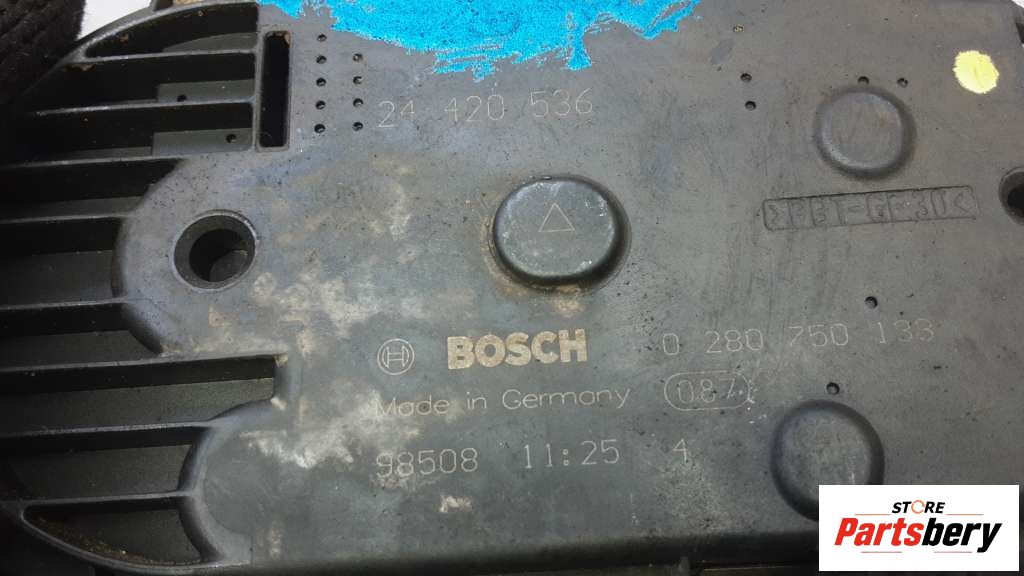 24 420 536
>PBT-GF30<
BOSCH 0 280 750 133
Made in Germany 087
98508 11:25 4
STORE
Partsbery